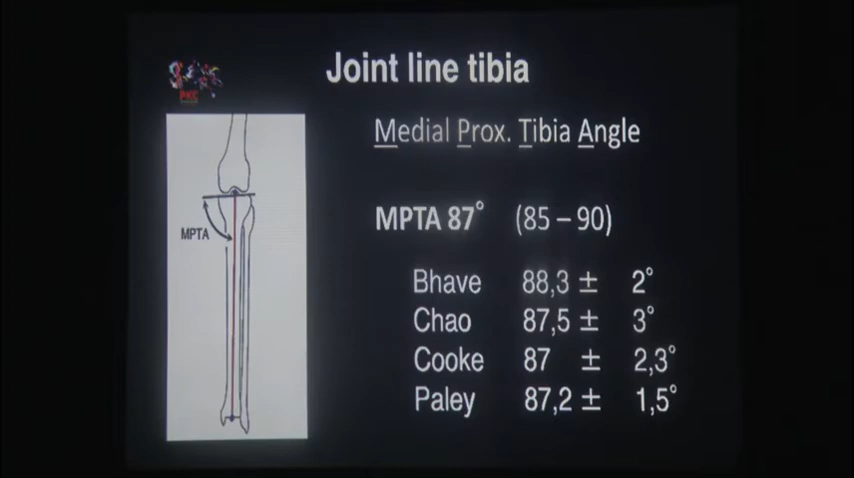 Joint line tibia
PKC
Medial Prox. Tibia Angle
MPTA 87° (85 – 90)
MPTA
Bhave 88,3 ± 2°
Chao 87,5 ± 3°
Cooke 87 ± 2,3°
Paley 87,2 ± 1,5°